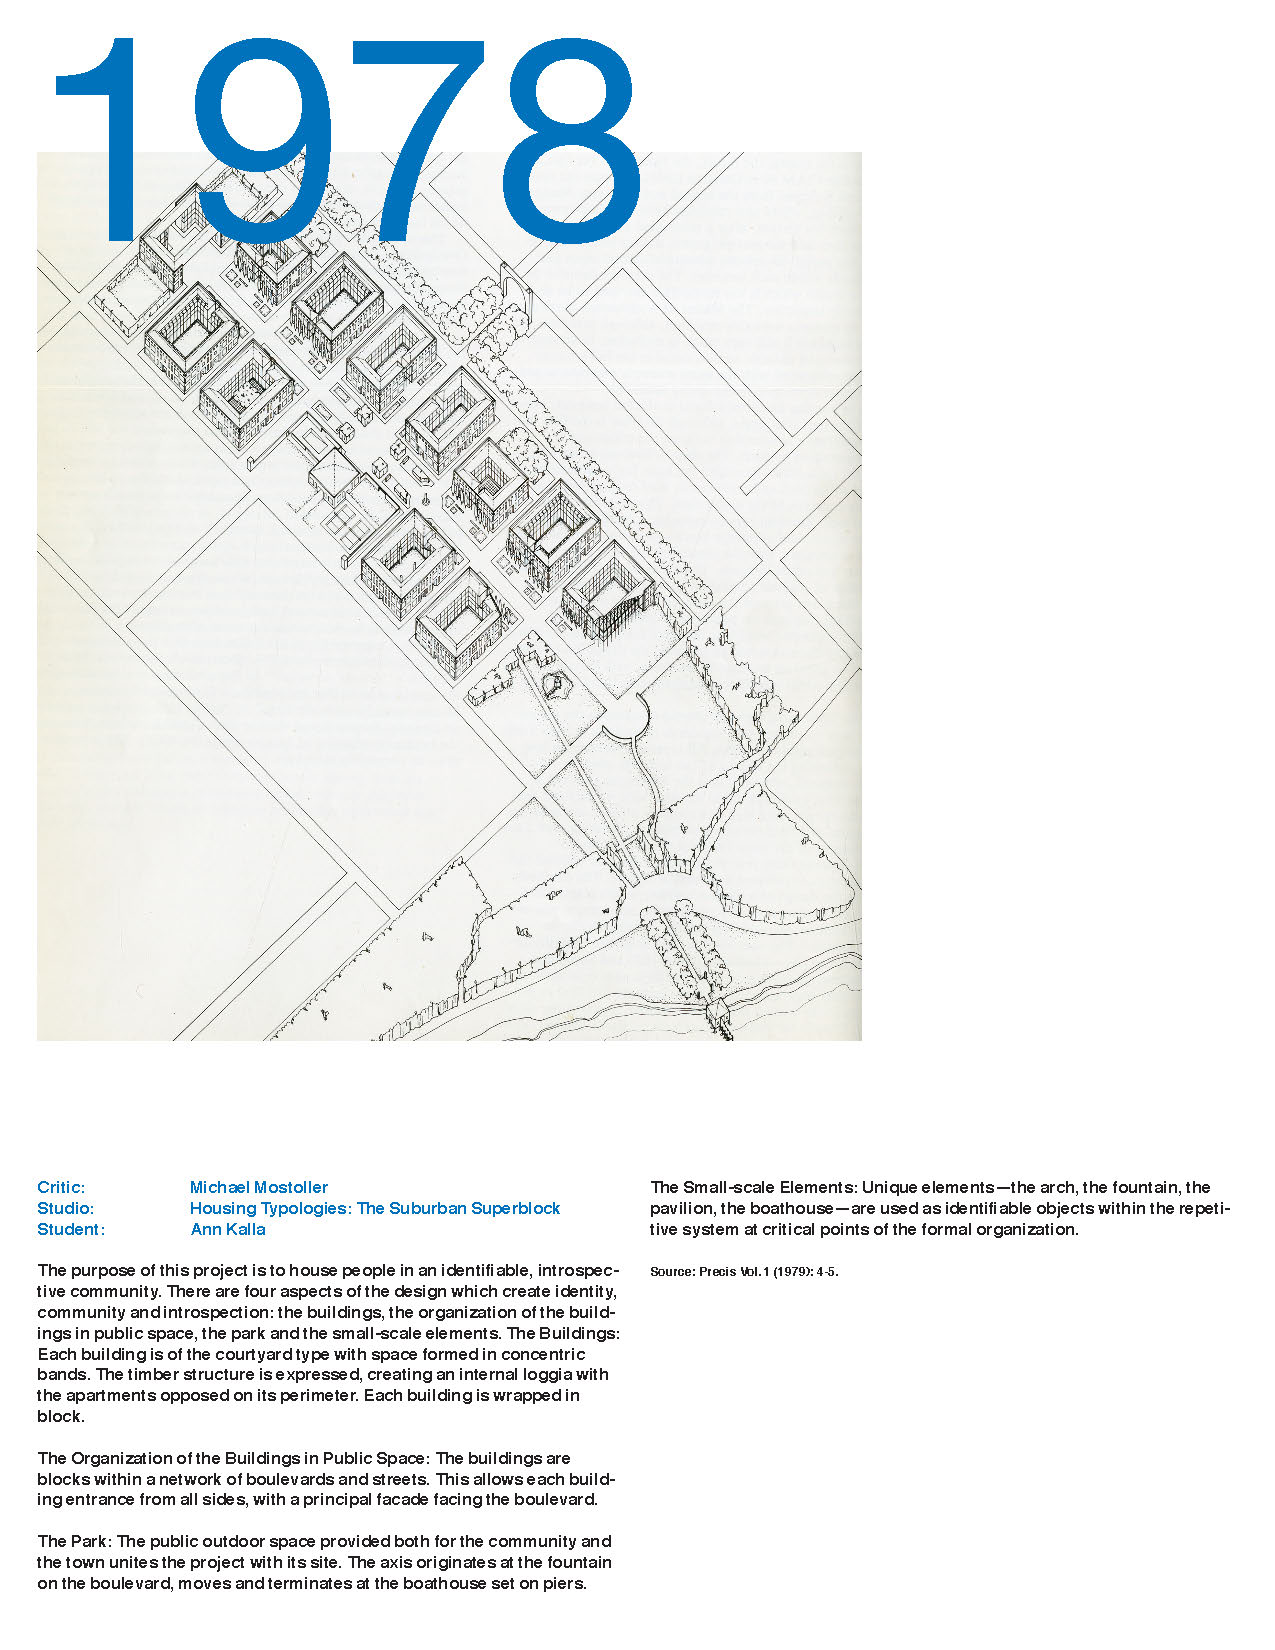 1978
Critic: Michael Mostoller
Studio: Housing Typologies: The Suburban Superblock
Student: Ann Kalla
The purpose of this project is to house people in an identifiable, introspec-
tive community. There are four aspects of the design which create identity,
community and introspection: the buildings, the organization of the build-
ings in public space, the park and the small-scale elements. The Buildings:
Each building is of the courtyard type with space formed in concentric
bands. The timber structure is expressed, creating an internal loggia with
the apartments opposed on its perimeter. Each building is wrapped in
block.
The Organization of the Buildings in Public Space: The buildings are
blocks within a network of boulevards and streets. This allows each build-
ing entrance from all sides, with a principal facade facing the boulevard.
The Park: The public outdoor space provided both for the community and
the town unites the project with its site. The axis originates at the fountain
on the boulevard, moves and terminates at the boathouse set on piers.
The Small-scale Elements: Unique elements—the arch, the fountain, the
pavilion, the boathouse—are used as identifiable objects within the repeti-
tive system at critical points of the formal organization.
Source: Precis Vol. 1 (1979): 4-5.